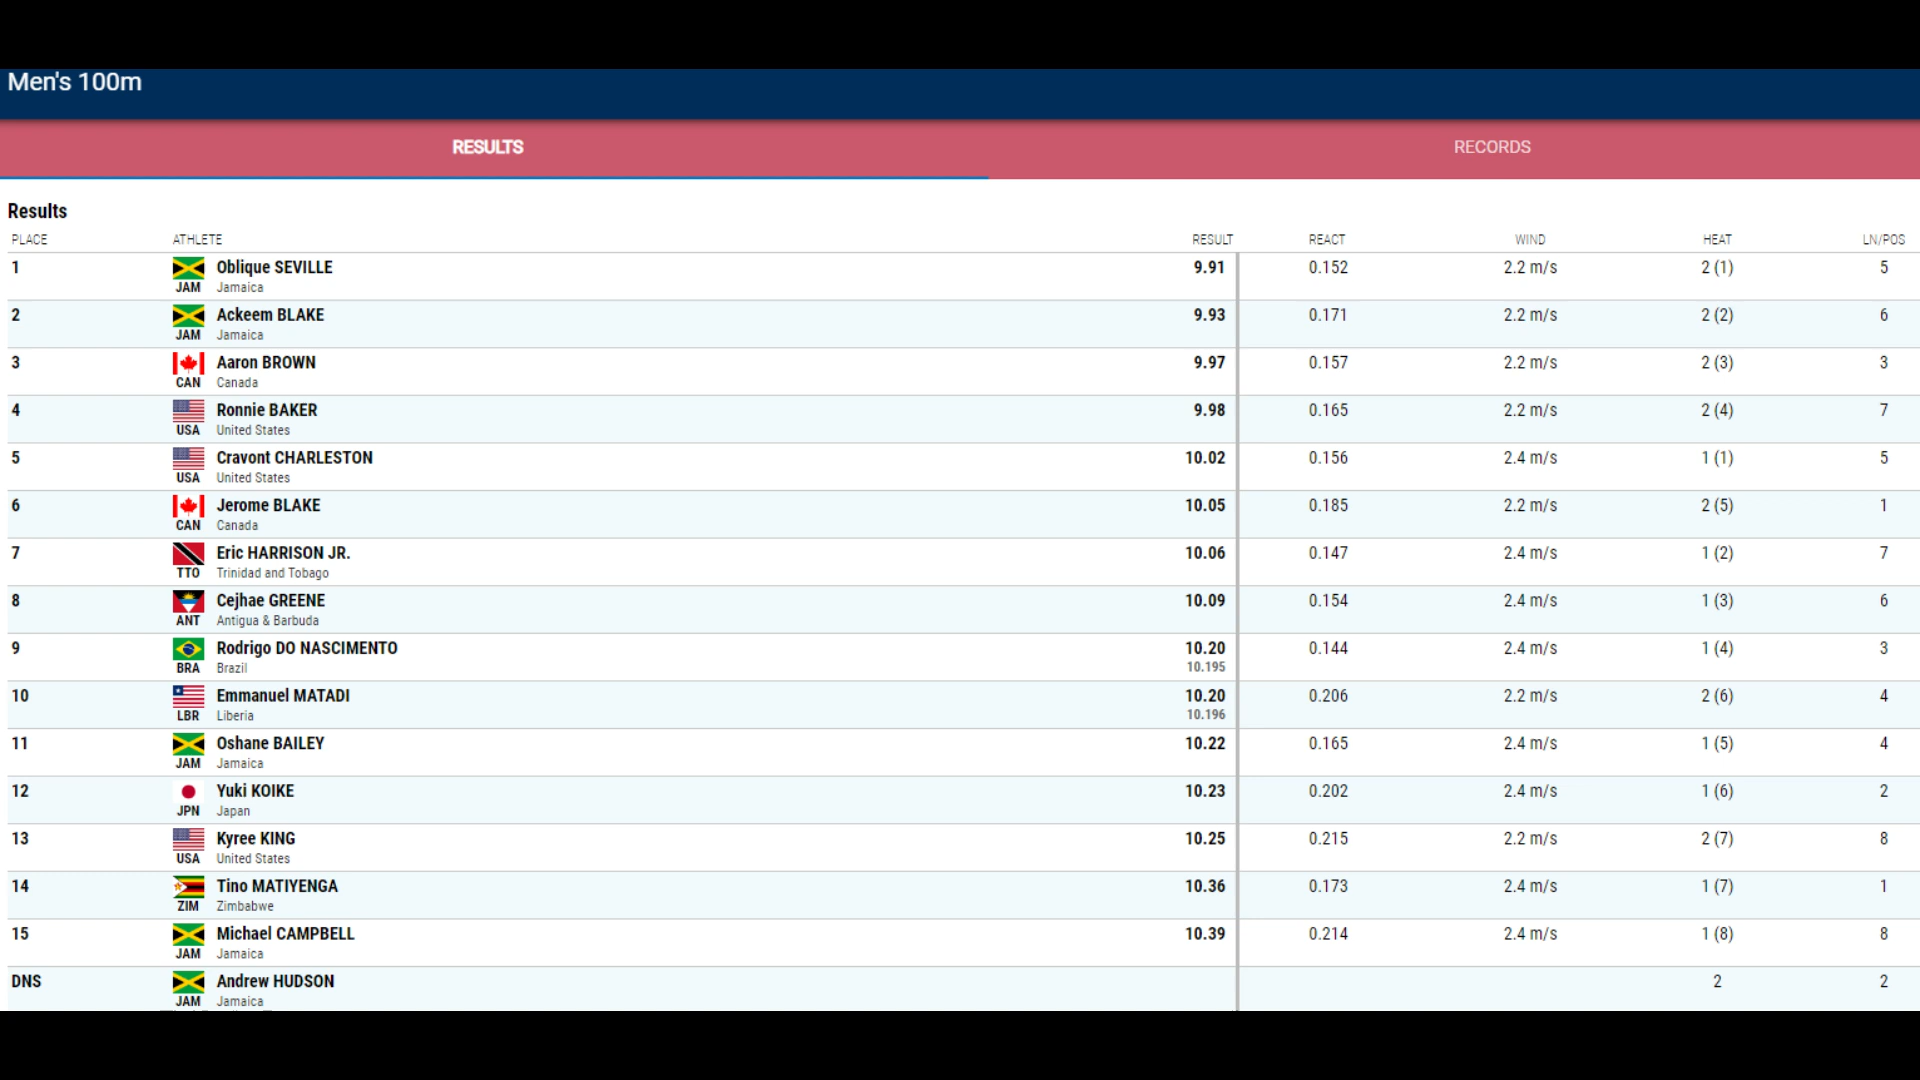 Men's 100m
RESULTS RECORDS
Results
PLACE ATHLETE RESULT REACT WIND HEAT LN/POS
1 Oblique SEVILLE 9.91 0.152 2.2 m/s 2 (1) 5
JAM Jamaica
2 Ackeem BLAKE 9.93 0.171 2.2 m/s 2 (2) 6
JAM Jamaica
3 Aaron BROWN 9.97 0.157 2.2 m/s 2 (3) 3
CAN Canada
4 Ronnie BAKER 9.98 0.165 2.2 m/s 2 (4) 7
USA United States
5 Cravont CHARLESTON 10.02 0.156 2.4 m/s 1 (1) 5
USA United States
6 Jerome BLAKE 10.05 0.185 2.2 m/s 2 (5) 1
CAN Canada
7 Eric HARRISON JR. 10.06 0.147 2.4 m/s 1 (2) 7
TTO Trinidad and Tobago
8 Cejhae GREENE 10.09 0.154 2.4 m/s 1 (3) 6
ANT Antigua & Barbuda
9 Rodrigo DO NASCIMENTO 10.20 0.144 2.4 m/s 1 (4) 3
BRA Brazil 10.195
10 Emmanuel MATADI 10.20 0.206 2.2 m/s 2 (6) 4
LBR Liberia 10.196
11 Oshane BAILEY 10.22 0.165 2.4 m/s 1 (5) 4
JAM Jamaica
12 Yuki KOIKE 10.23 0.202 2.4 m/s 1 (6) 2
JPN Japan
13 Kyree KING 10.25 0.215 2.2 m/s 2 (7) 8
USA United States
14 Tino MATIYENGA 10.36 0.173 2.4 m/s 1 (7) 1
ZIM Zimbabwe
15 Michael CAMPBELL 10.39 0.214 2.4 m/s 1 (8) 8
JAM Jamaica
DNS Andrew HUDSON 2 2
JAM Jamaica